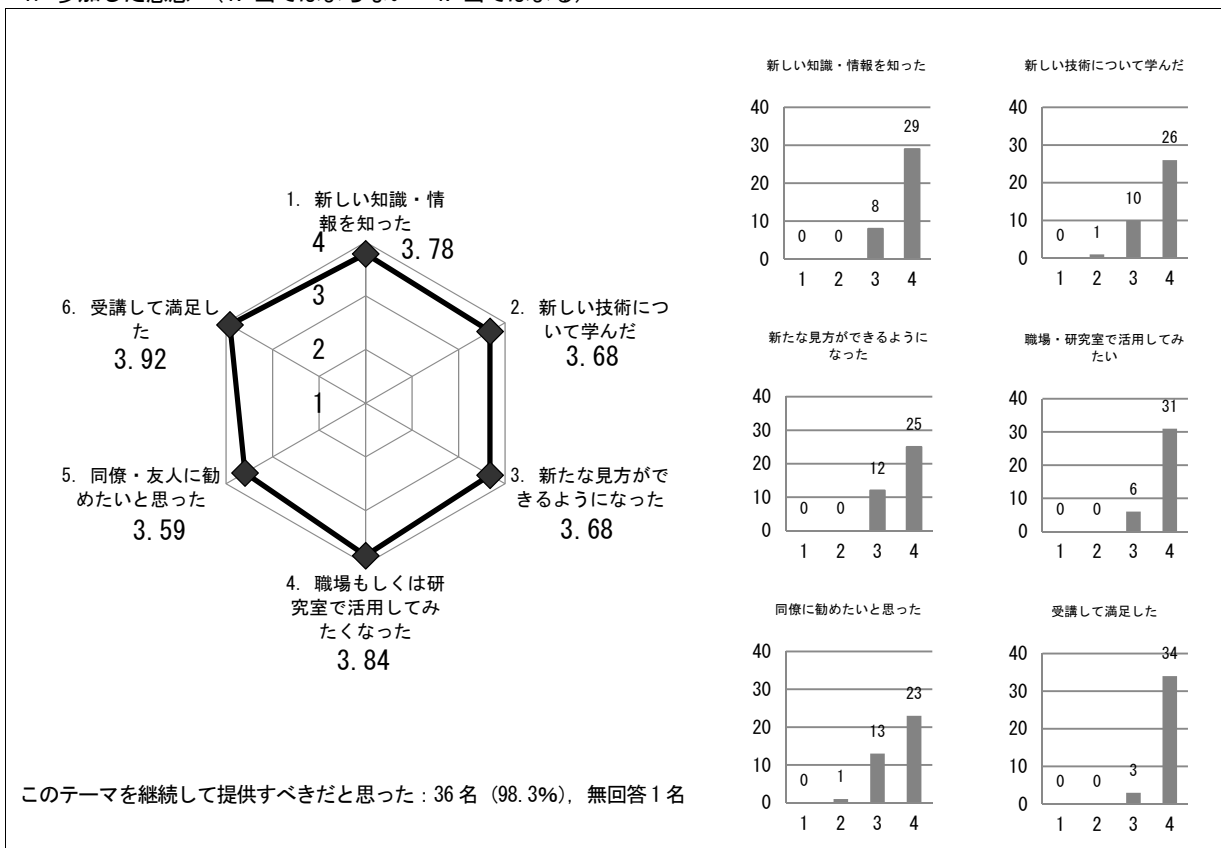 1. 新しい知識・情
報を知った
3.78
4
3
2
1
2. 新しい技術につ
いて学んだ
3.68
3. 新たな見方がで
きるようになった
3.68
4. 職場もしくは研
究室で活用してみ
たくなった
3.84
5. 同僚・友人に勧
めたいと思った
3.59
6. 受講して満足し
た
3.92
このテーマを継続して提供すべきだと思った：36名（98.3%），無回答1名
新しい知識・情報を知った
40
30
20
10
0
0 0 8 29
1 2 3 4
新しい技術について学んだ
40
30
20
10
0
0 1 10 26
1 2 3 4
新たな見方ができるように
なった
40
30
20
10
0
0 0 12 25
1 2 3 4
職場・研究室で活用してみ
たい
40
30
20
10
0
0 0 6 31
1 2 3 4
同僚に勧めたいと思った
40
30
20
10
0
0 1 13 23
1 2 3 4
受講して満足した
40
30
20
10
0
0 0 3 34
1 2 3 4